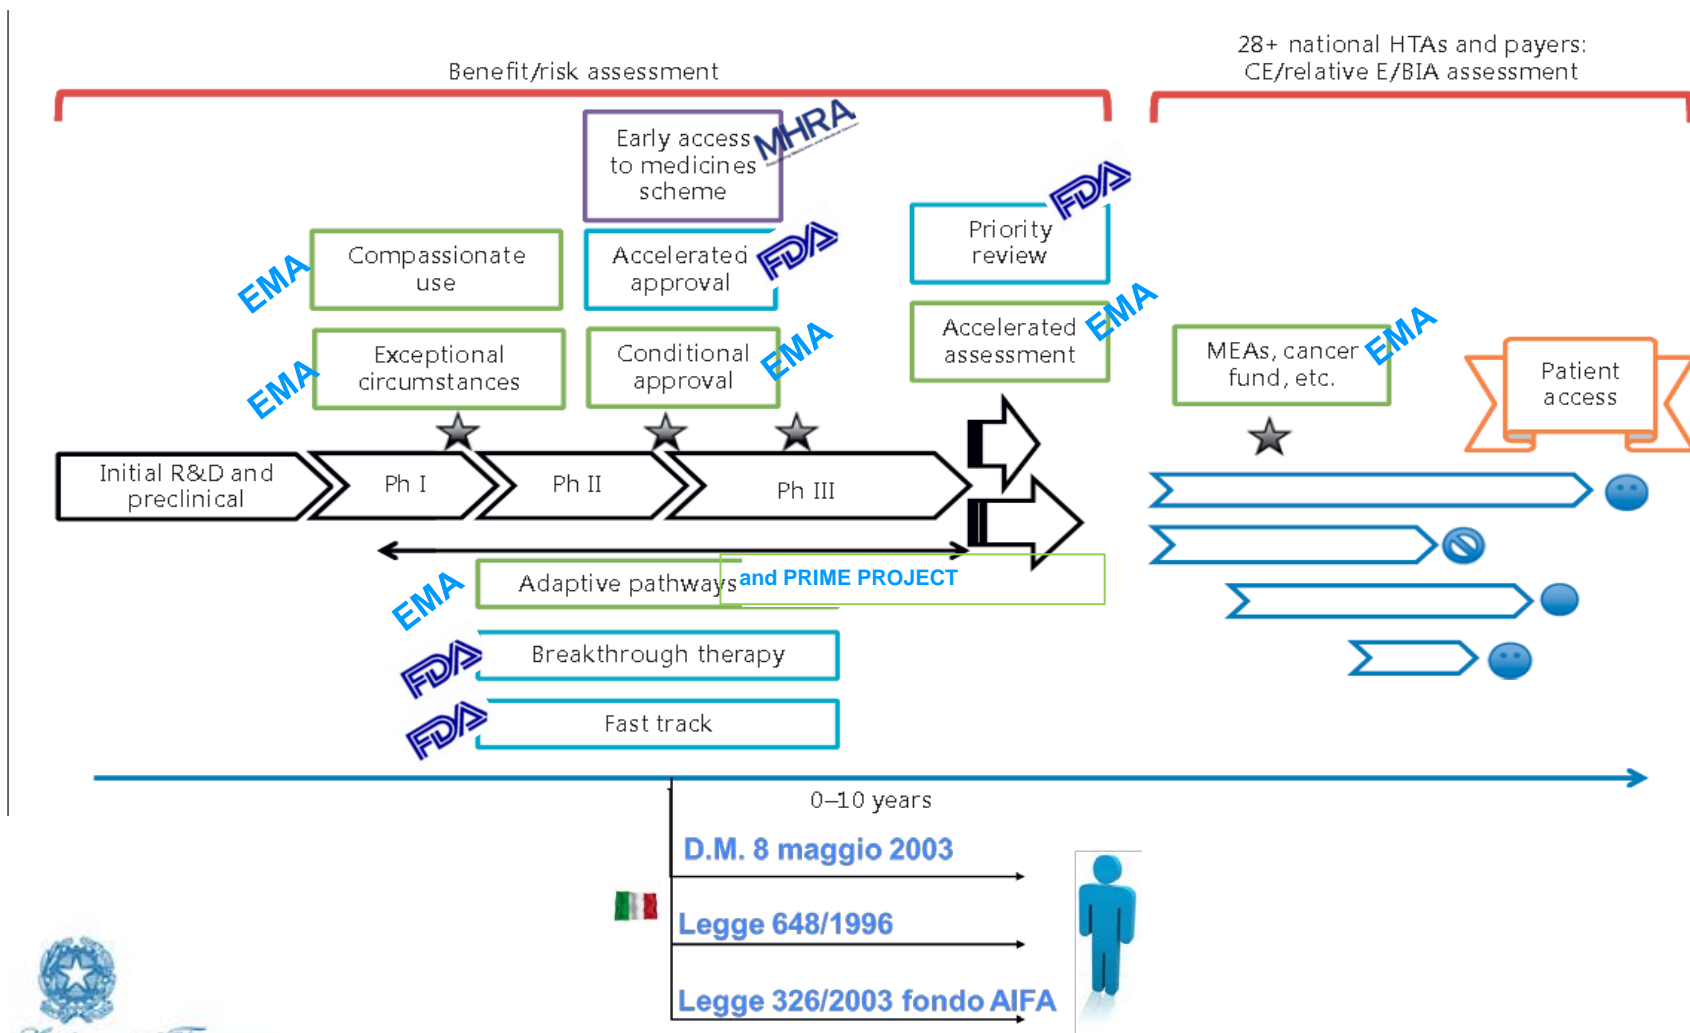 28+ national HTAs and payers:
CE/relative E/BIA assessment
Benefit/risk assessment
Early access
to medicines
scheme
MHRA
FDA
Priority
review
Compassionate
use
EMA
Accelerated
approval
FDA
Accelerated
assessment
EMA
Exceptional
circumstances
EMA
Conditional
approval
EMA
MEAs, cancer
fund, etc.
EMA
Patient
access
Initial R&D and
preclinical
Ph I
Ph II
Ph III
EMA
Adaptive pathways
and PRIME PROJECT
FDA
Breakthrough therapy
FDA
Fast track
0–10 years
D.M. 8 maggio 2003
Legge 648/1996
Legge 326/2003 fondo AIFA